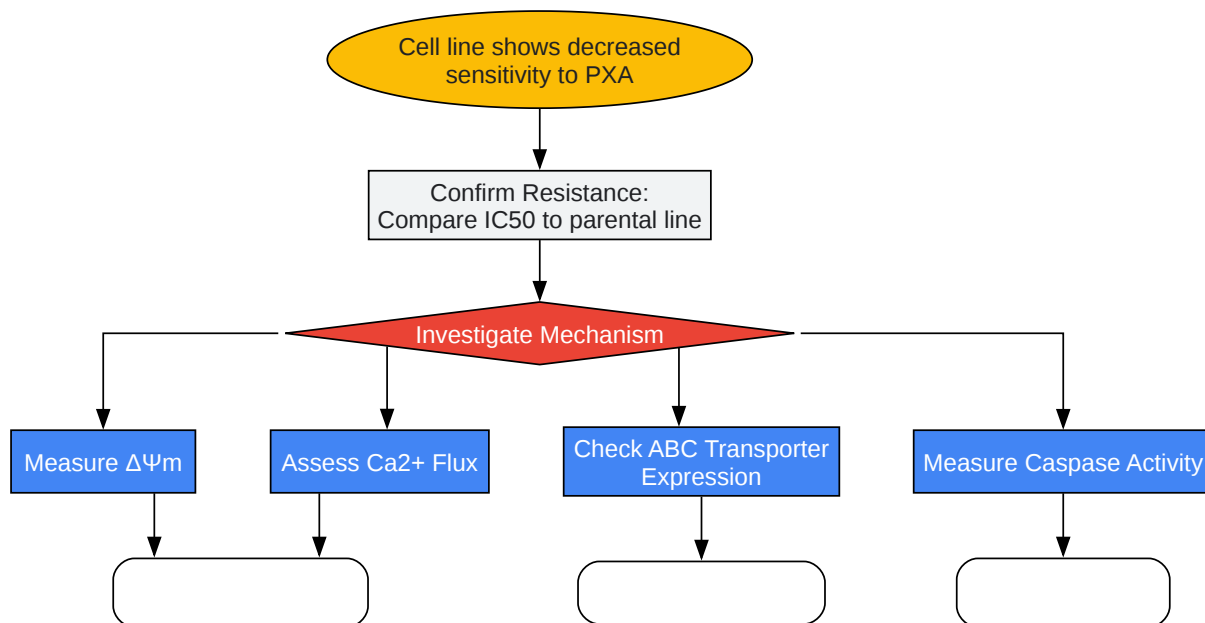 Cell line shows decreased
sensitivity to PXA
Confirm Resistance:
Compare IC50 to parental line
Investigate Mechanism
Measure ΔΨm
Assess Ca2+ Flux
Check ABC Transporter
Expression
Measure Caspase Activity